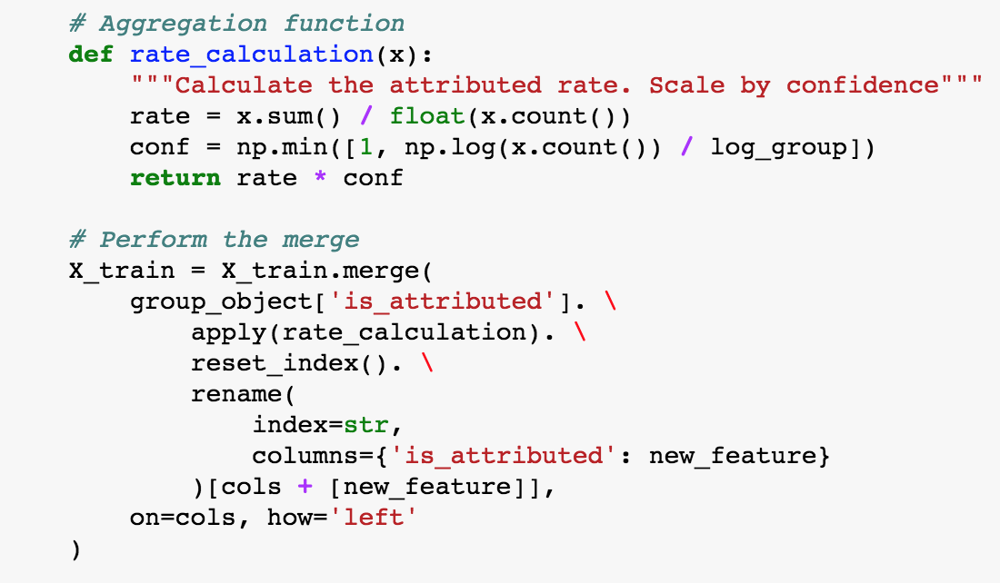 # Aggregation function
def rate_calculation(x):
    """Calculate the attributed rate. Scale by confidence"""
    rate = x.sum() / float(x.count())
    conf = np.min([1, np.log(x.count()) / log_group])
    return rate * conf

# Perform the merge
X_train = X_train.merge(
    group_object['is_attributed']. \
        apply(rate_calculation). \
        reset_index(). \
        rename(
            index=str,
            columns={'is_attributed': new_feature}
        )[cols + [new_feature]],
    on=cols, how='left'
)